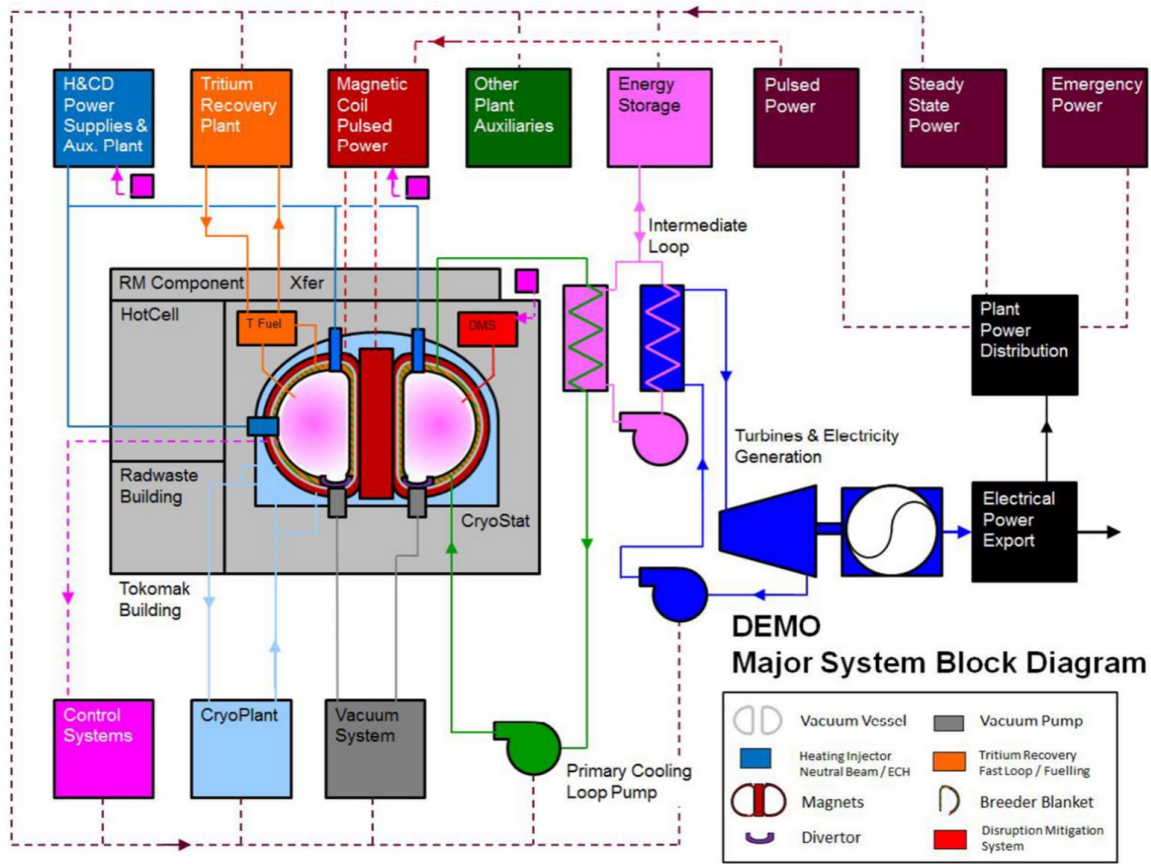 H&CD
Power
Supplies &
Aux. Plant
Tritium
Recovery
Plant
Magnetic
Coil
Pulsed
Power
Other
Plant
Auxiliaries
Energy
Storage
Pulsed
Power
Steady
State
Power
Emergency
Power
Intermediate
Loop
RM Component Xfer
HotCell
T Fuel
DMS
Plant
Power
Distribution
Radwaste
Building
CryoStat
Turbines & Electricity
Generation
Electrical
Power
Export
Tokomak
Building
DEMO
Major System Block Diagram
Control
Systems
CryoPlant
Vacuum
System
Primary Cooling
Loop Pump
Vacuum Vessel
Vacuum Pump
Heating Injector
Neutral Beam / ECH
Tritium Recovery
Fast Loop / Fuelling
Magnets
Breeder Blanket
Divertor
Disruption Mitigation
System